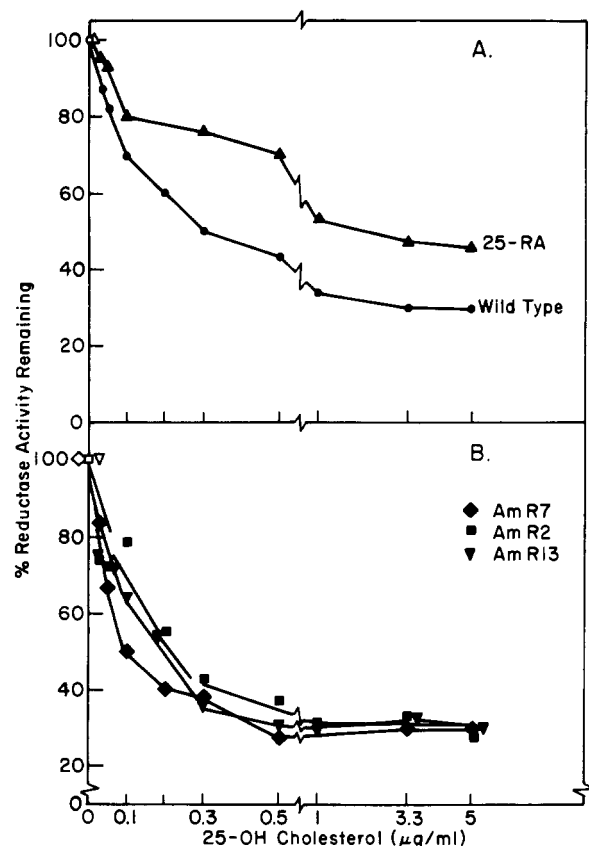 A.
100
80
60
40
20
0
25-RA
Wild Type
% Reductase Activity Remaining
B.
100
80
60
40
20
0
Am R7
Am R2
Am R13
0 0.1 0.3 0.5 1 3.3 5
25-OH Cholesterol (μg/ml)